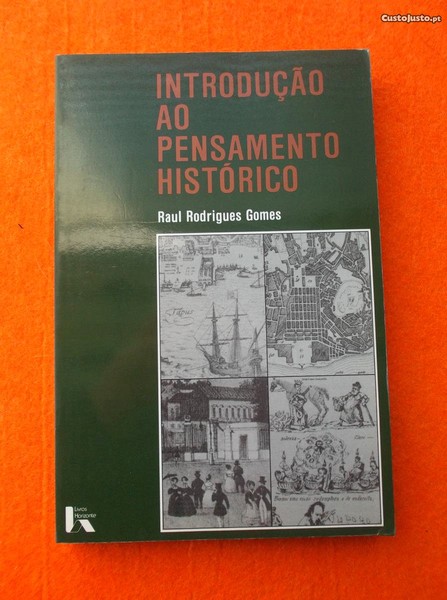 CustoJusto.pt
INTRODUÇÃO
AO
PENSAMENTO
HISTÓRICO
Raul Rodrigues Gomes
Livros
Horizonte